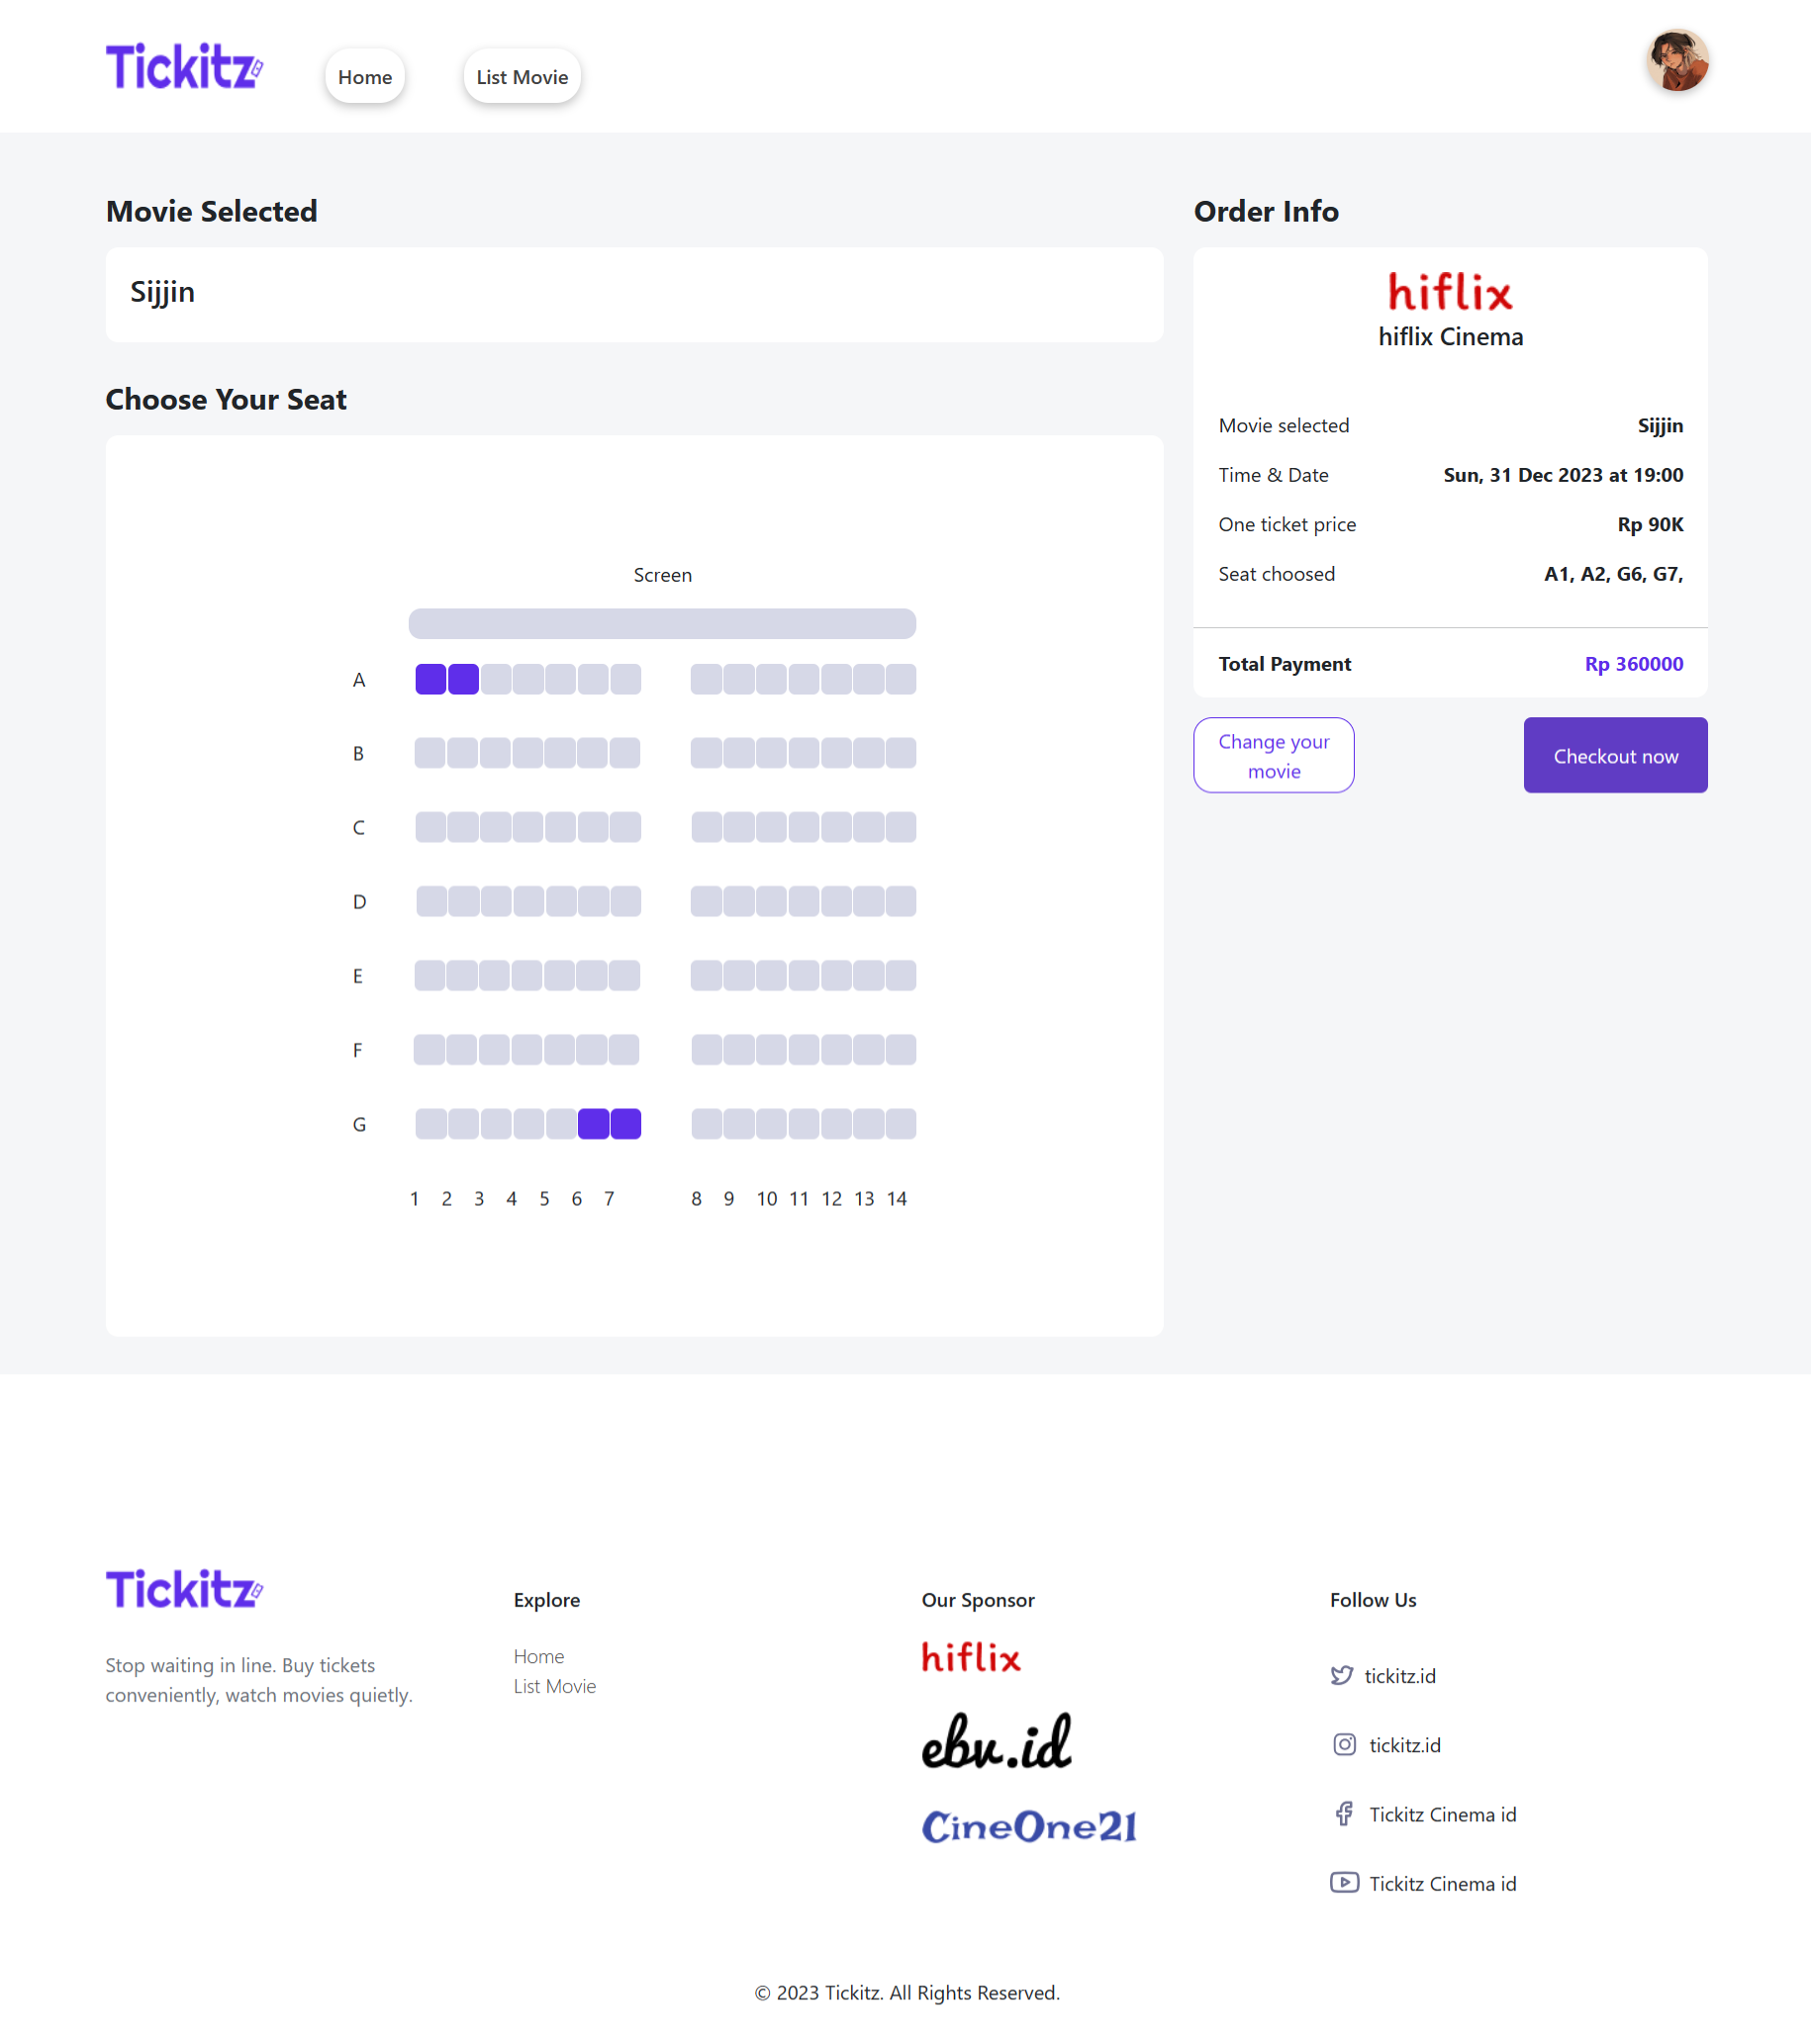 Tickitz
Home
List Movie
Movie Selected
Sijjin
Choose Your Seat
Screen
A
B
C
D
E
F
G
1 2 3 4 5 6 7 8 9 10 11 12 13 14
Order Info
hiflix
hiflix Cinema
Movie selected Sijjin
Time & Date Sun, 31 Dec 2023 at 19:00
One ticket price Rp 90K
Seat choosed A1, A2, G6, G7,
Total Payment Rp 360000
Change your
movie
Checkout now
Tickitz
Stop waiting in line. Buy tickets
conveniently, watch movies quietly.
Explore
Home
List Movie
Our Sponsor
hiflix
ebv.id
CineOne21
Follow Us
tickitz.id
tickitz.id
Tickitz Cinema id
Tickitz Cinema id
© 2023 Tickitz. All Rights Reserved.